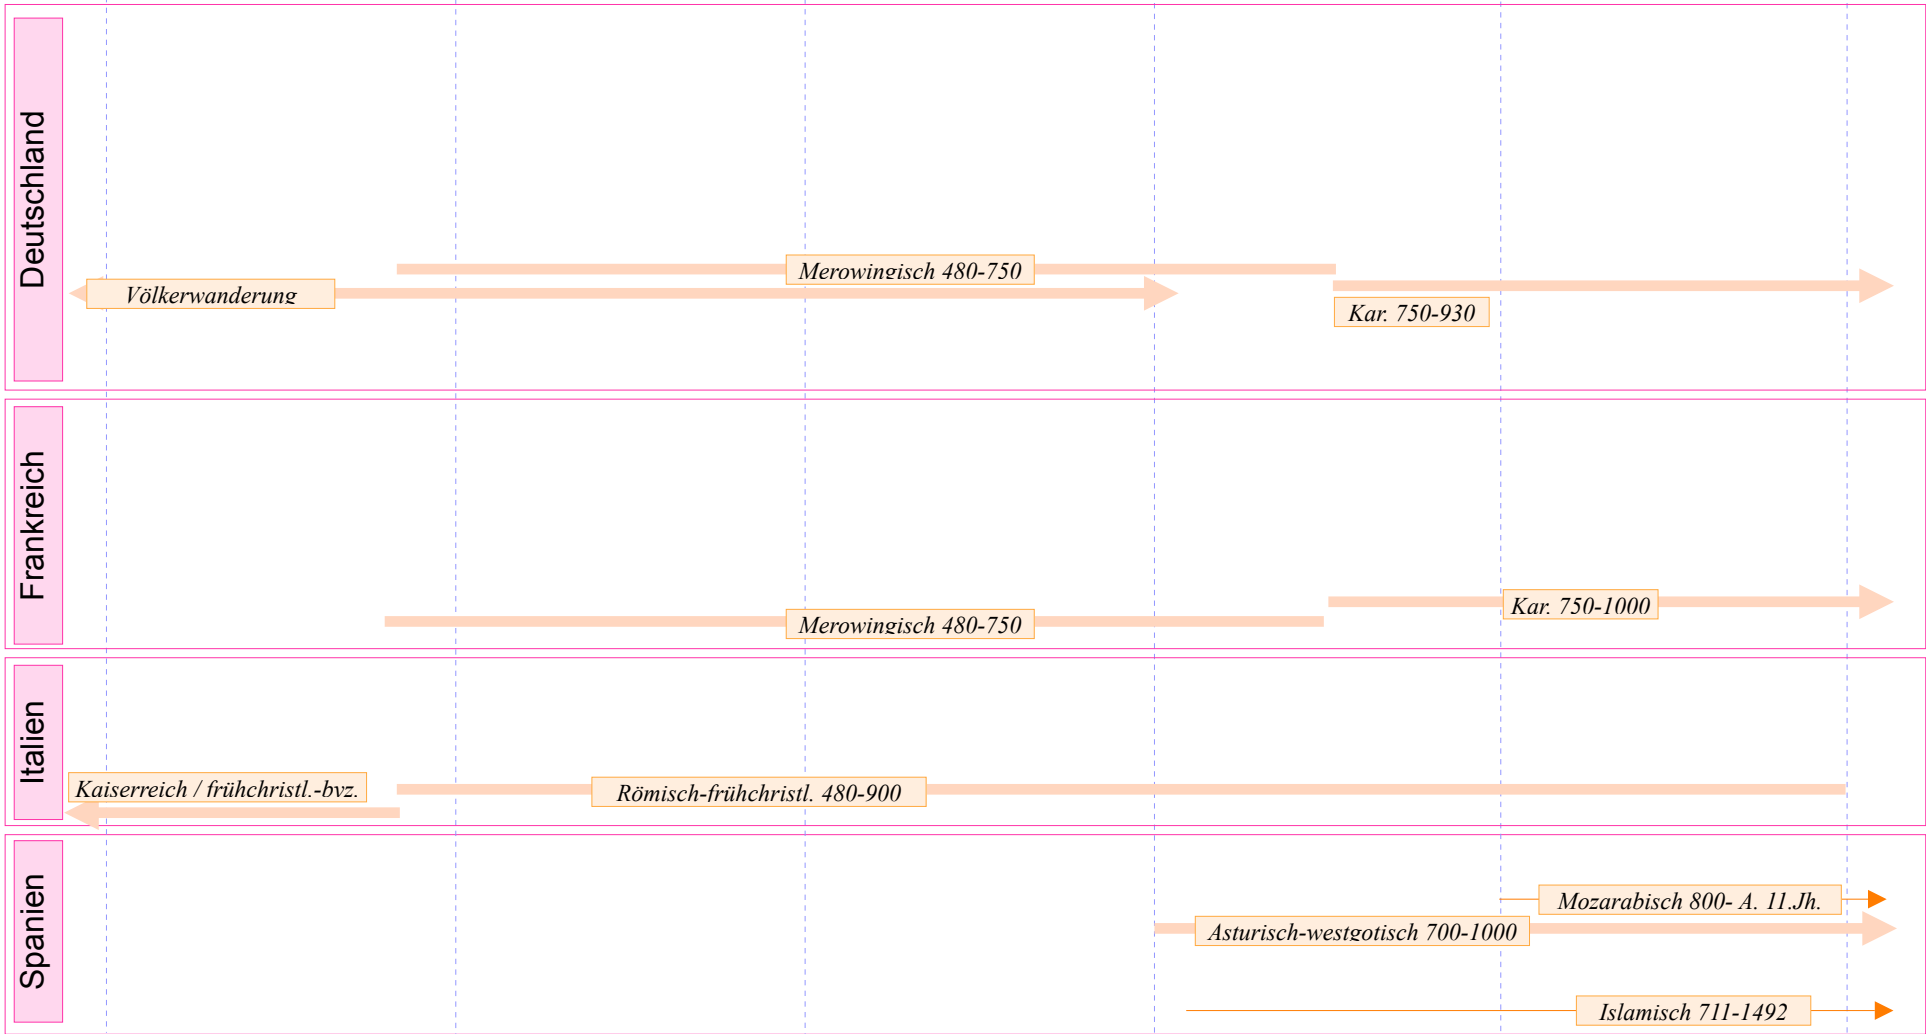 Deutschland
Merowingisch 480-750
Völkerwanderung
Kar. 750-930
Frankreich
Kar. 750-1000
Merowingisch 480-750
Italien
Kaiserreich / frühchristl.-byz.
Römisch-frühchristl. 480-900
Spanien
Mozarabisch 800- A. 11.Jh.
Asturisch-westgotisch 700-1000
Islamisch 711-1492